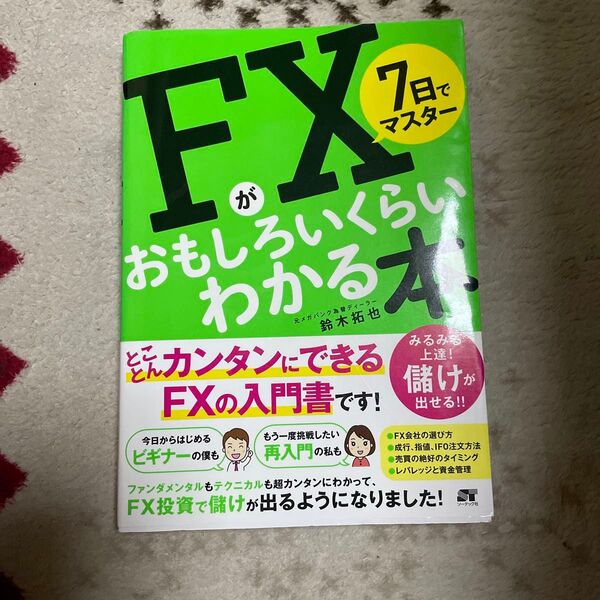 7日で
マスター
FX
が
おもしろいくらい
わかる本
元メガバンク為替ディーラー
鈴木拓也
とことんカンタンにできる
FXの入門書です!
みるみる
上達!
儲けが
出せる!!
今日からはじめる
ビギナーの僕も
もう一度挑戦したい
再入門の私も
●FX会社の選び方
●成行、指値、IFO注文方法
●売買の絶好のタイミング
●レバレッジと資金管理
ファンダメンタルもテクニカルも超カンタンにわかって、
FX投資で儲けが出るようになりました!
ST
ソーテック社